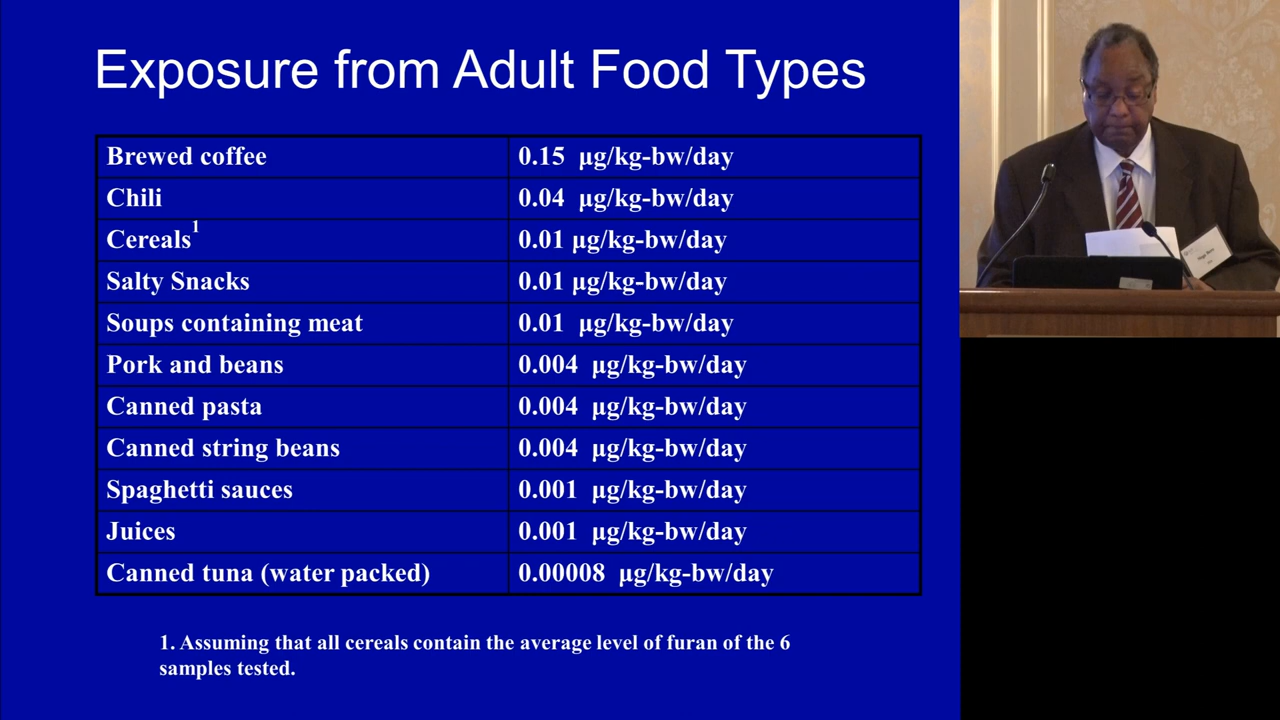 Exposure from Adult Food Types
Brewed coffee 0.15 µg/kg-bw/day
Chili 0.04 µg/kg-bw/day
Cereals¹ 0.01 µg/kg-bw/day
Salty Snacks 0.01 µg/kg-bw/day
Soups containing meat 0.01 µg/kg-bw/day
Pork and beans 0.004 µg/kg-bw/day
Canned pasta 0.004 µg/kg-bw/day
Canned string beans 0.004 µg/kg-bw/day
Spaghetti sauces 0.001 µg/kg-bw/day
Juices 0.001 µg/kg-bw/day
Canned tuna (water packed) 0.00008 µg/kg-bw/day
1. Assuming that all cereals contain the average level of furan of the 6
samples tested.